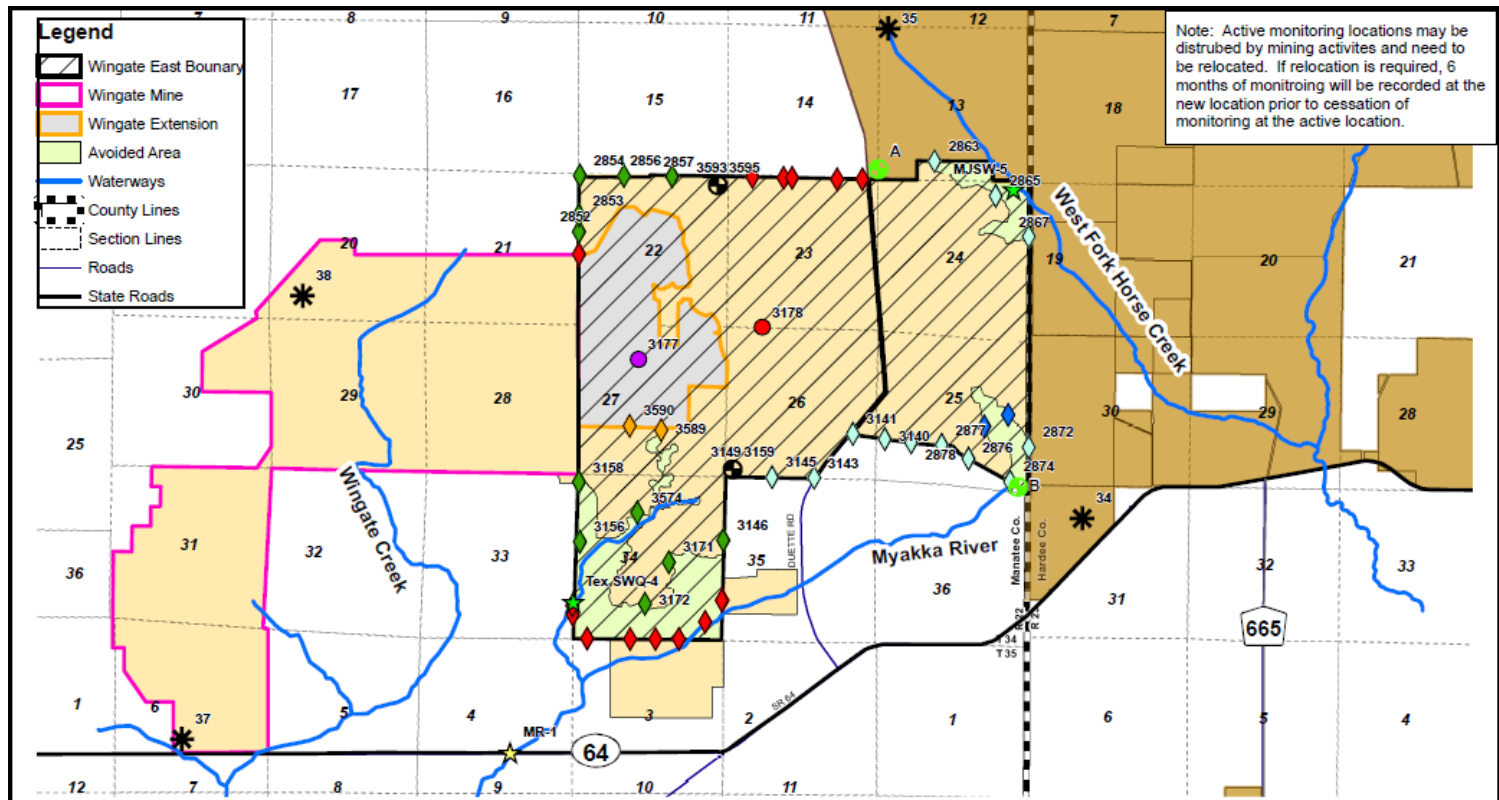 Legend
Wingate East Bounary
Wingate Mine
Wingate Extension
Avoided Area
Waterways
County Lines
Section Lines
Roads
State Roads
Note: Active monitoring locations may be
distrubed by mining activites and need to
be relocated. If relocation is required, 6
months of monitroing will be recorded at the
new location prior to cessation of
monitoring at the active location.
7 8 9 10 11 12 7
35
17 16 15 14 13 18
A
2854 2856 2857 3593 3595 2863
MJSW-5 2865
2853
2852
2867
20 21 22 23 24 19 20 21
38
3178
3177
West Fork Horse Creek
30 29 28 27 26 25 30 29 28
25
3590
3589
3141
3140
2877
2878
2876
2872
2874
3149 3159 3145 3143
3158
B
34
3574
3156
3171
3146
DUETTE RD
Manatee Co.
Hardee Co.
Wingate Creek
Myakka River
36 31 32 33 34 35 36 31 32 33
Tex SWQ-4
3172
R 22
R 23
T 34
T 35
665
1 6 5 4 3 2 1 6 5 4
37
MR-1
64
SR 64
12 7 8 9 10 11